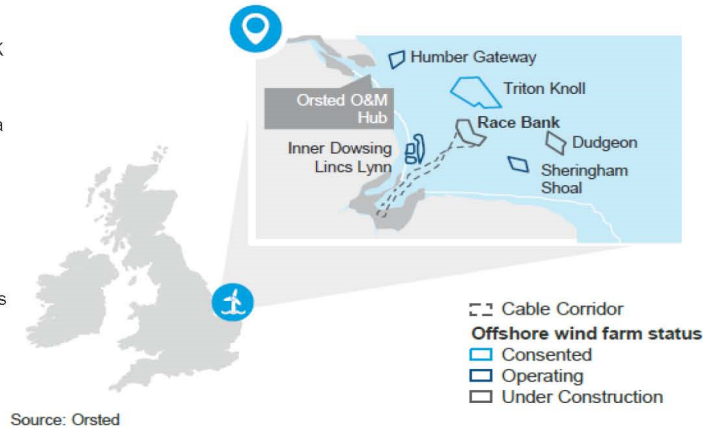 K
a
s
Humber Gateway
Triton Knoll
Orsted O&M
Hub
Race Bank
Inner Dowsing
Lincs Lynn
Dudgeon
Sheringham
Shoal
Cable Corridor
Offshore wind farm status
Consented
Operating
Under Construction
Source: Orsted